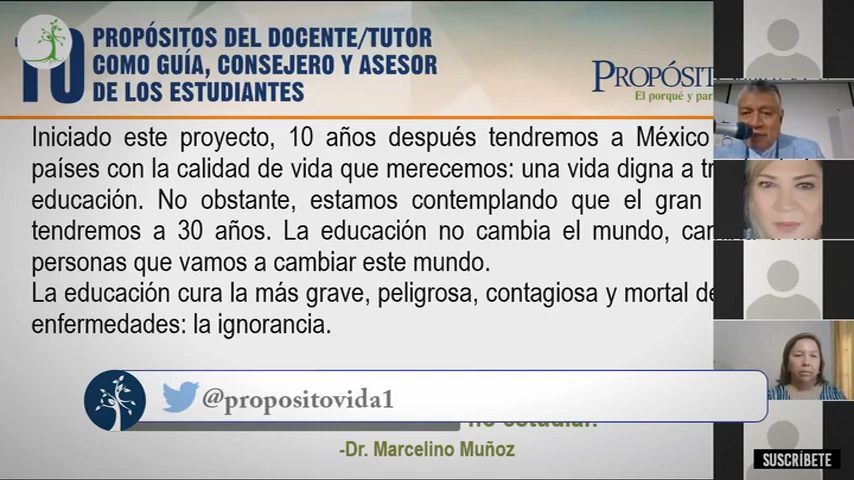 10 PROPÓSITOS DEL DOCENTE/TUTOR
COMO GUÍA, CONSEJERO Y ASESOR
DE LOS ESTUDIANTES
PROPÓSIT
El porqué y par
Iniciado este proyecto, 10 años después tendremos a México
países con la calidad de vida que merecemos: una vida digna a
educación. No obstante, estamos contemplando que el gran
tendremos a 30 años. La educación no cambia el mundo,
personas que vamos a cambiar este mundo.
La educación cura la más grave, peligrosa, contagiosa y mortal de
enfermedades: la ignorancia.
@propositovida1
no estudiar.
-Dr. Marcelino Muñoz
SUSCRÍBETE